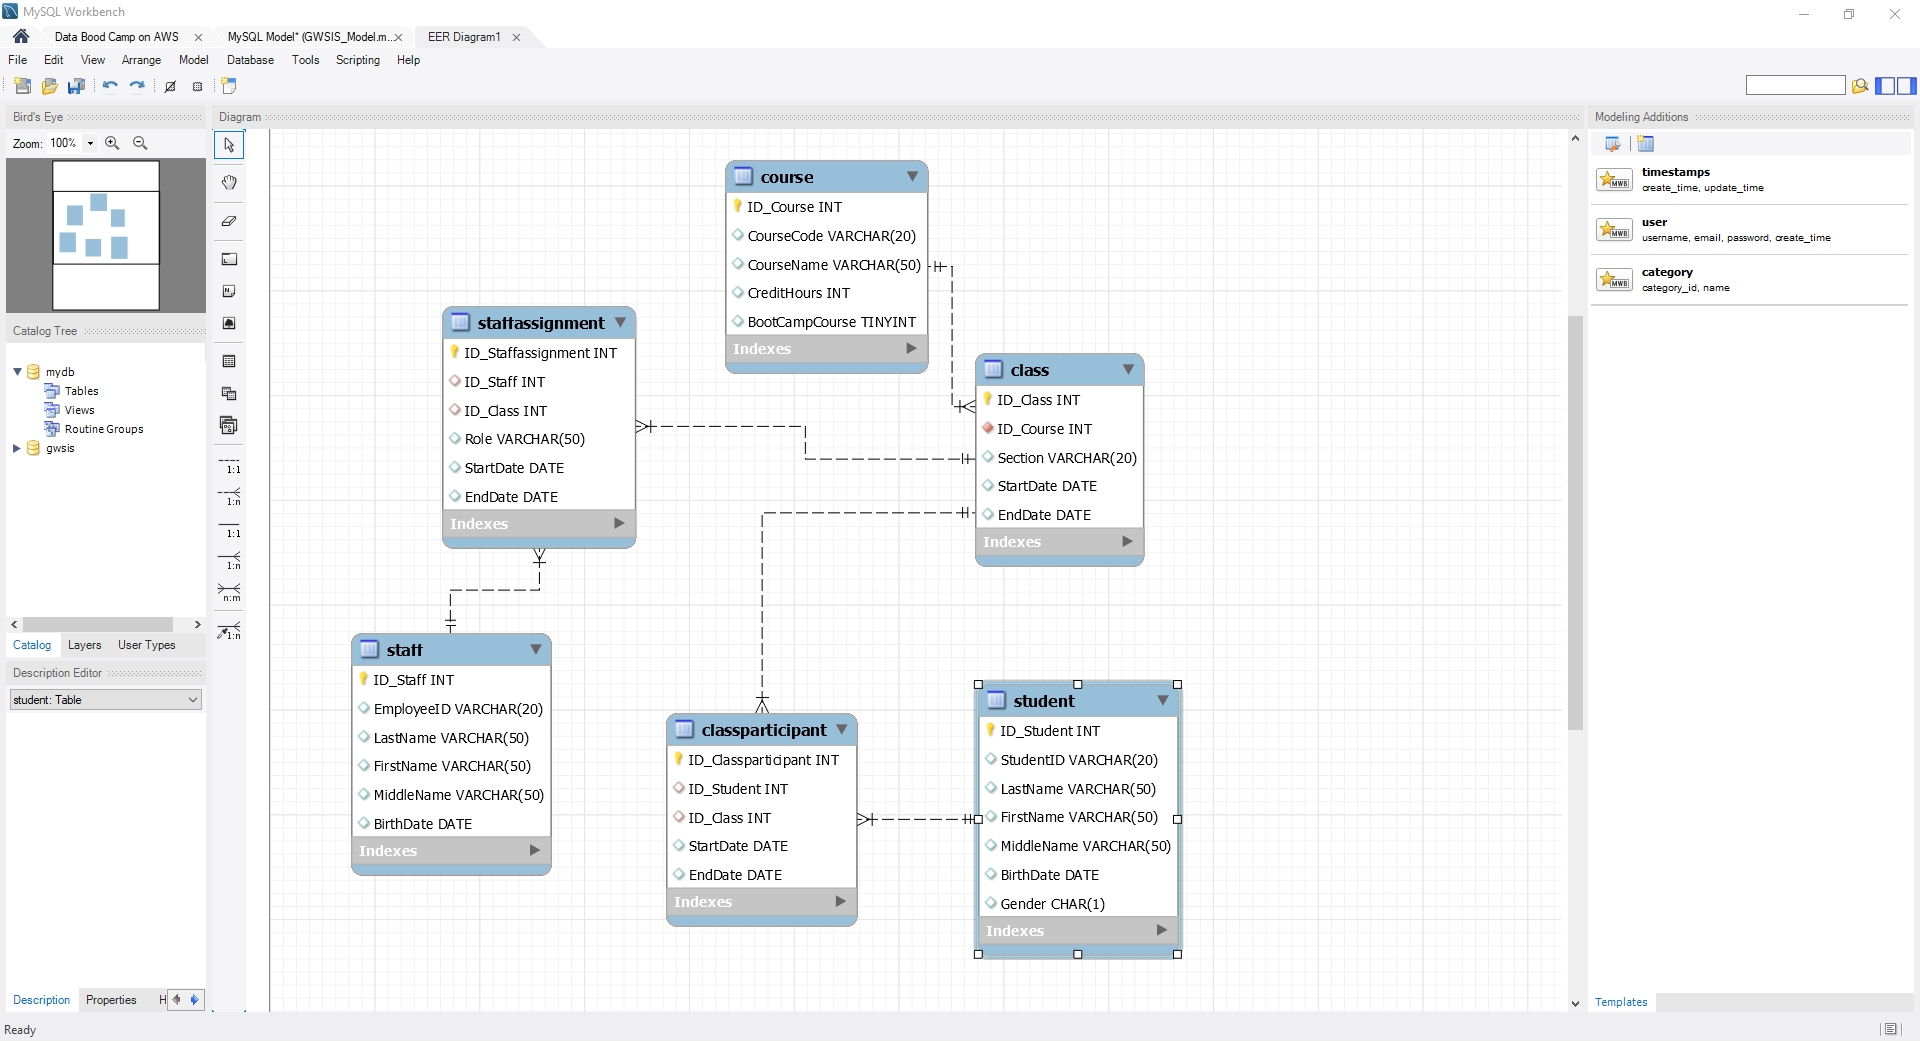 MySQL Workbench
Data Bood Camp on AWS
MySQL Model* (GWSIS_Model.m...
EER Diagram1
File Edit View Arrange Model Database Tools Scripting Help
Bird's Eye
Zoom: 100%
Catalog Tree
mydb
Tables
Views
Routine Groups
gwsis
Catalog Layers User Types
Description Editor
student: Table
Description Properties H
Ready
Diagram
1:1
1:n
1:1
1:n
n:m
1:n
course
ID_Course INT
CourseCode VARCHAR(20)
CourseName VARCHAR(50)
CreditHours INT
BootCampCourse TINYINT
Indexes
staffassignment
ID_Staffassignment INT
ID_Staff INT
ID_Class INT
Role VARCHAR(50)
StartDate DATE
EndDate DATE
Indexes
class
ID_Class INT
ID_Course INT
Section VARCHAR(20)
StartDate DATE
EndDate DATE
Indexes
staff
ID_Staff INT
EmployeeID VARCHAR(20)
LastName VARCHAR(50)
FirstName VARCHAR(50)
MiddleName VARCHAR(50)
BirthDate DATE
Indexes
classparticipant
ID_Classparticipant INT
ID_Student INT
ID_Class INT
StartDate DATE
EndDate DATE
Indexes
student
ID_Student INT
StudentID VARCHAR(20)
LastName VARCHAR(50)
FirstName VARCHAR(50)
MiddleName VARCHAR(50)
BirthDate DATE
Gender CHAR(1)
Indexes
Modeling Additions
MWB
timestamps
create_time, update_time
MWB
user
username, email, password, create_time
MWB
category
category_id, name
Templates